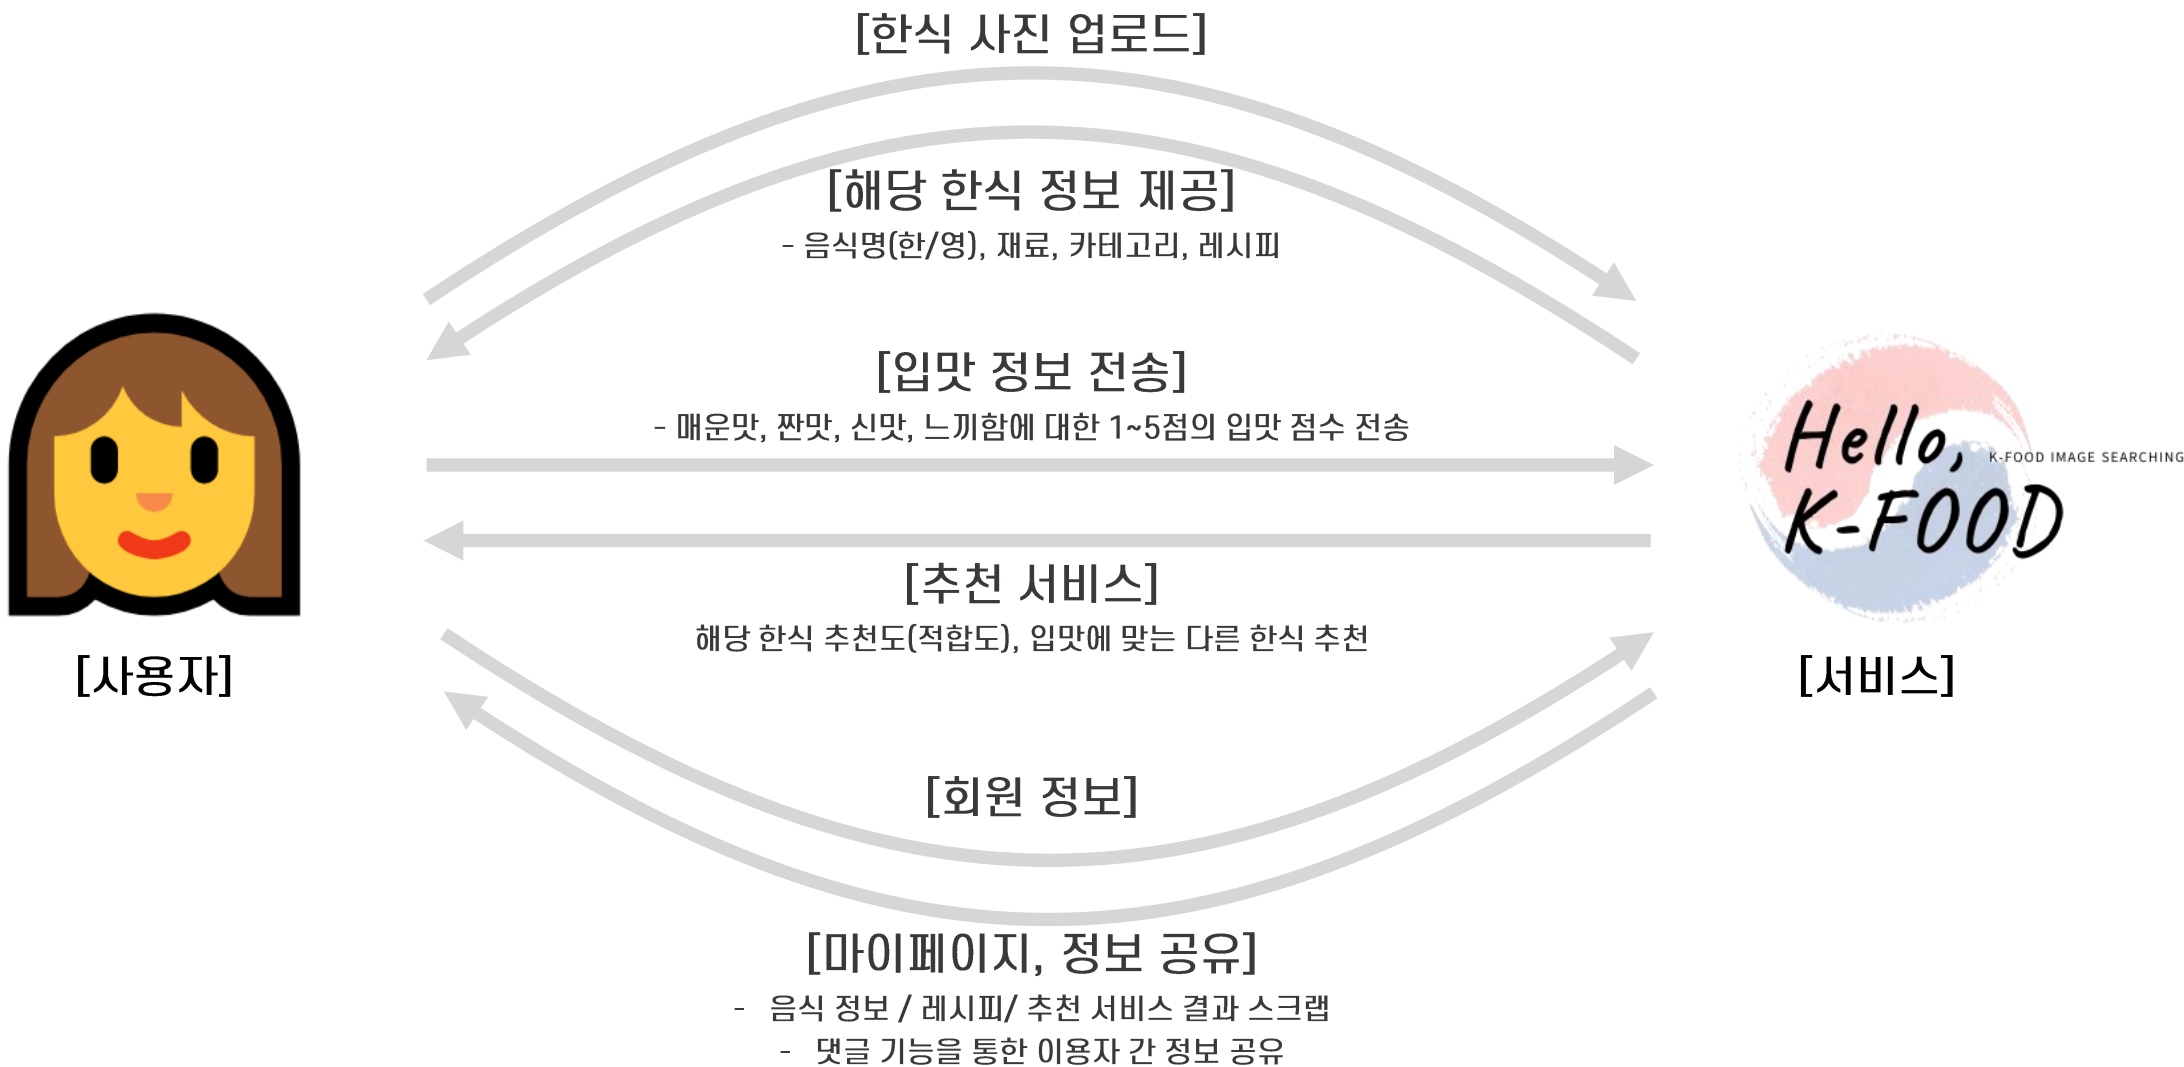 [한식 사진 업로드]
[해당 한식 정보 제공]
- 음식명(한/영), 재료, 카테고리, 레시피
[입맛 정보 전송]
- 매운맛, 짠맛, 신맛, 느끼함에 대한 1~5점의 입맛 점수 전송
Hello,
K-FOOD IMAGE SEARCHING
K-FOOD
[추천 서비스]
해당 한식 추천도(적합도), 입맛에 맞는 다른 한식 추천
[사용자]
[서비스]
[회원 정보]
[마이페이지, 정보 공유]
- 음식 정보 / 레시피/ 추천 서비스 결과 스크랩
- 댓글 기능을 통한 이용자 간 정보 공유